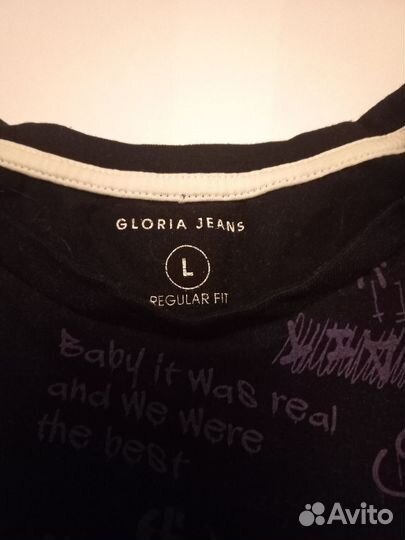 GLORIA JEANS
L
REGULAR FIT
Baby it was real
and we were
the best
Avito